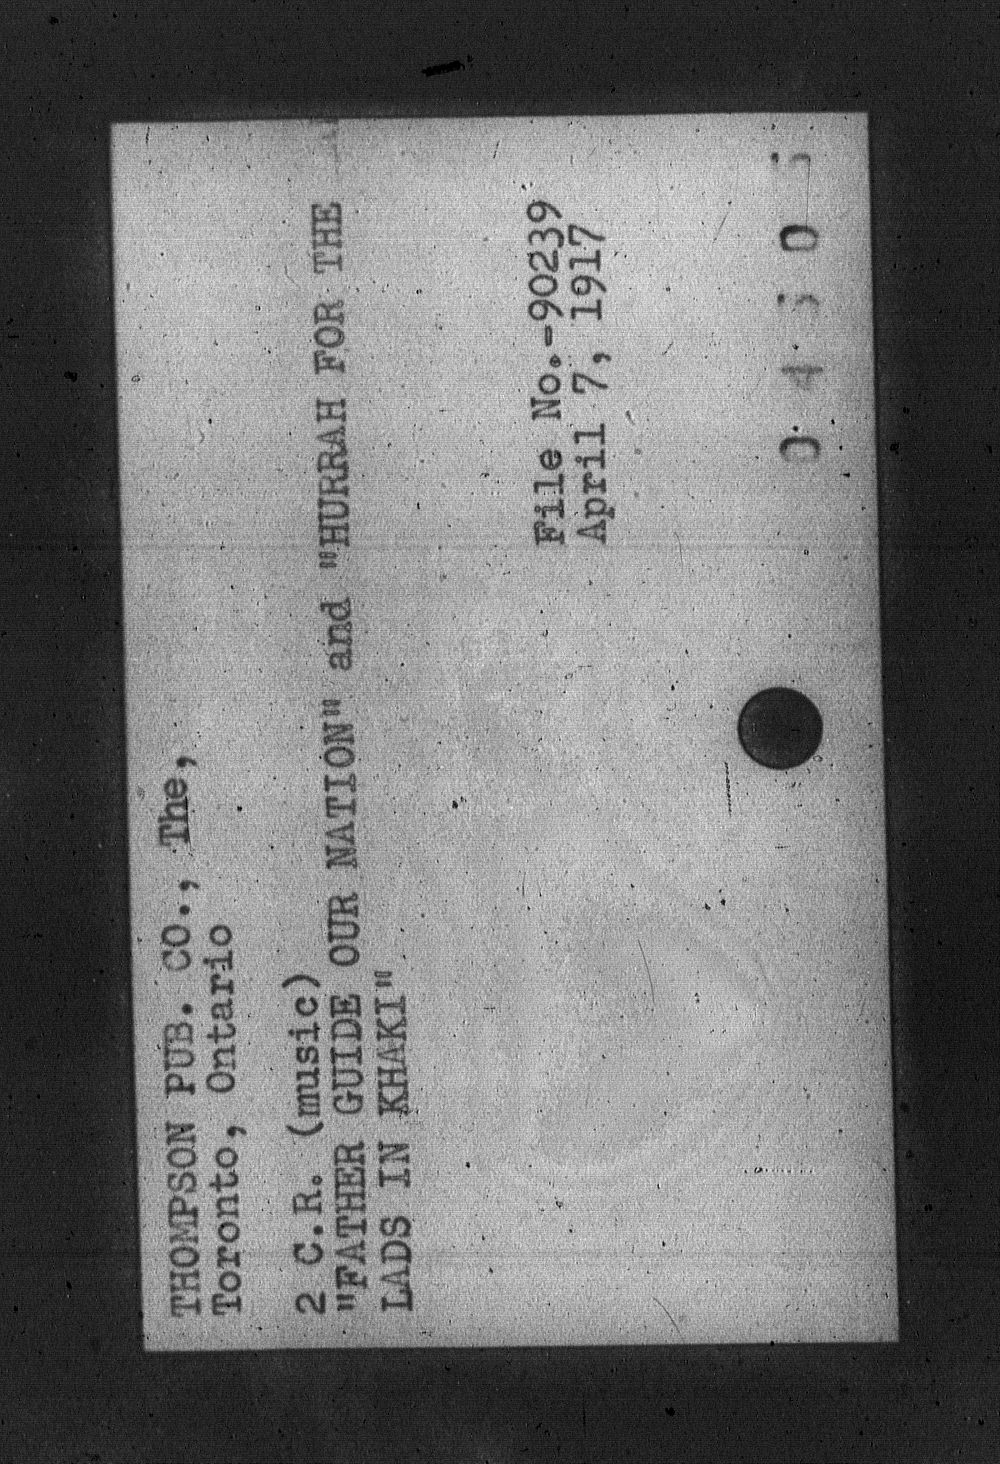 THOMPSON PUB. CO., The,
Toronto, Ontario
2 C.R. (music)
"FATHER GUIDE OUR NATION" and "HURRAH FOR THE
LADS IN KHAKI"
File No.-90239
April 7, 1917